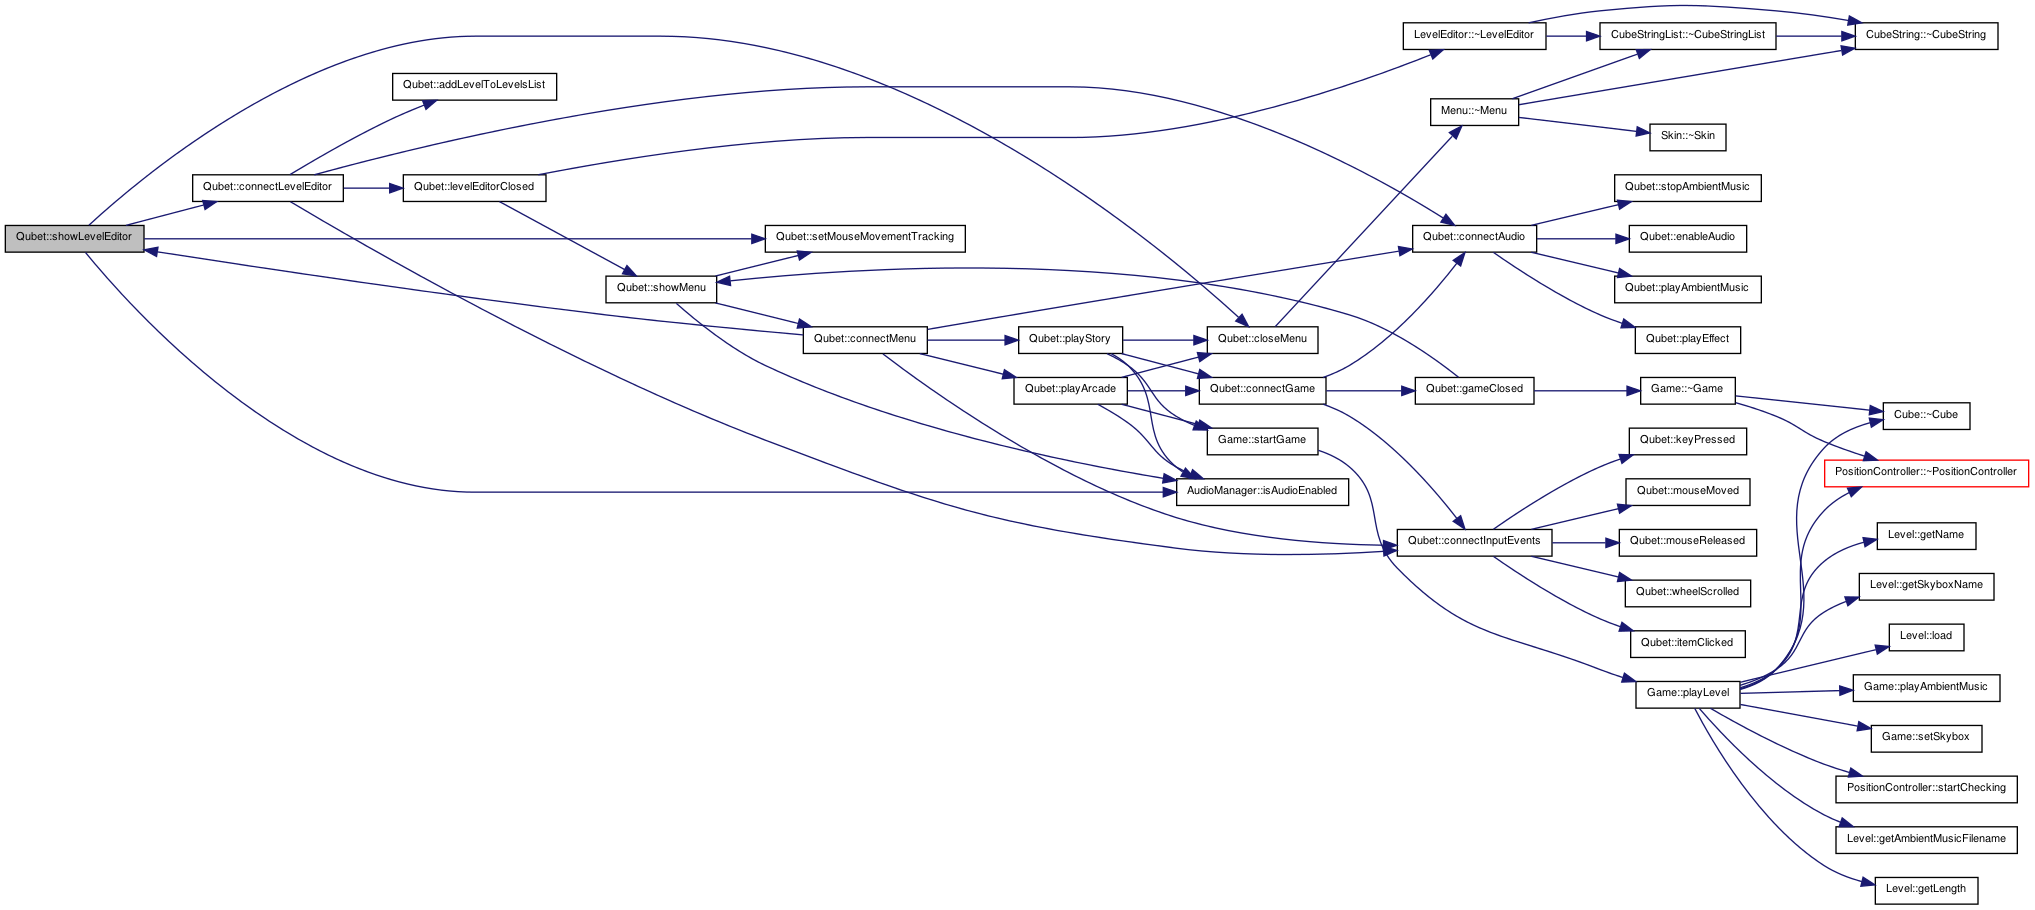 LevelEditor::~LevelEditor
CubeStringList::~CubeStringList
CubeString::~CubeString
Qubet::addLevelToLevelsList
Menu::~Menu
Skin::~Skin
Qubet::connectLevelEditor
Qubet::levelEditorClosed
Qubet::stopAmbientMusic
Qubet::showLevelEditor
Qubet::setMouseMovementTracking
Qubet::connectAudio
Qubet::enableAudio
Qubet::showMenu
Qubet::playAmbientMusic
Qubet::connectMenu
Qubet::playStory
Qubet::closeMenu
Qubet::playEffect
Qubet::playArcade
Qubet::connectGame
Qubet::gameClosed
Game::~Game
Cube::~Cube
Game::startGame
Qubet::keyPressed
PositionController::~PositionController
AudioManager::isAudioEnabled
Qubet::mouseMoved
Qubet::connectInputEvents
Qubet::mouseReleased
Level::getName
Qubet::wheelScrolled
Level::getSkyboxName
Qubet::itemClicked
Level::load
Game::playLevel
Game::playAmbientMusic
Game::setSkybox
PositionController::startChecking
Level::getAmbientMusicFilename
Level::getLength